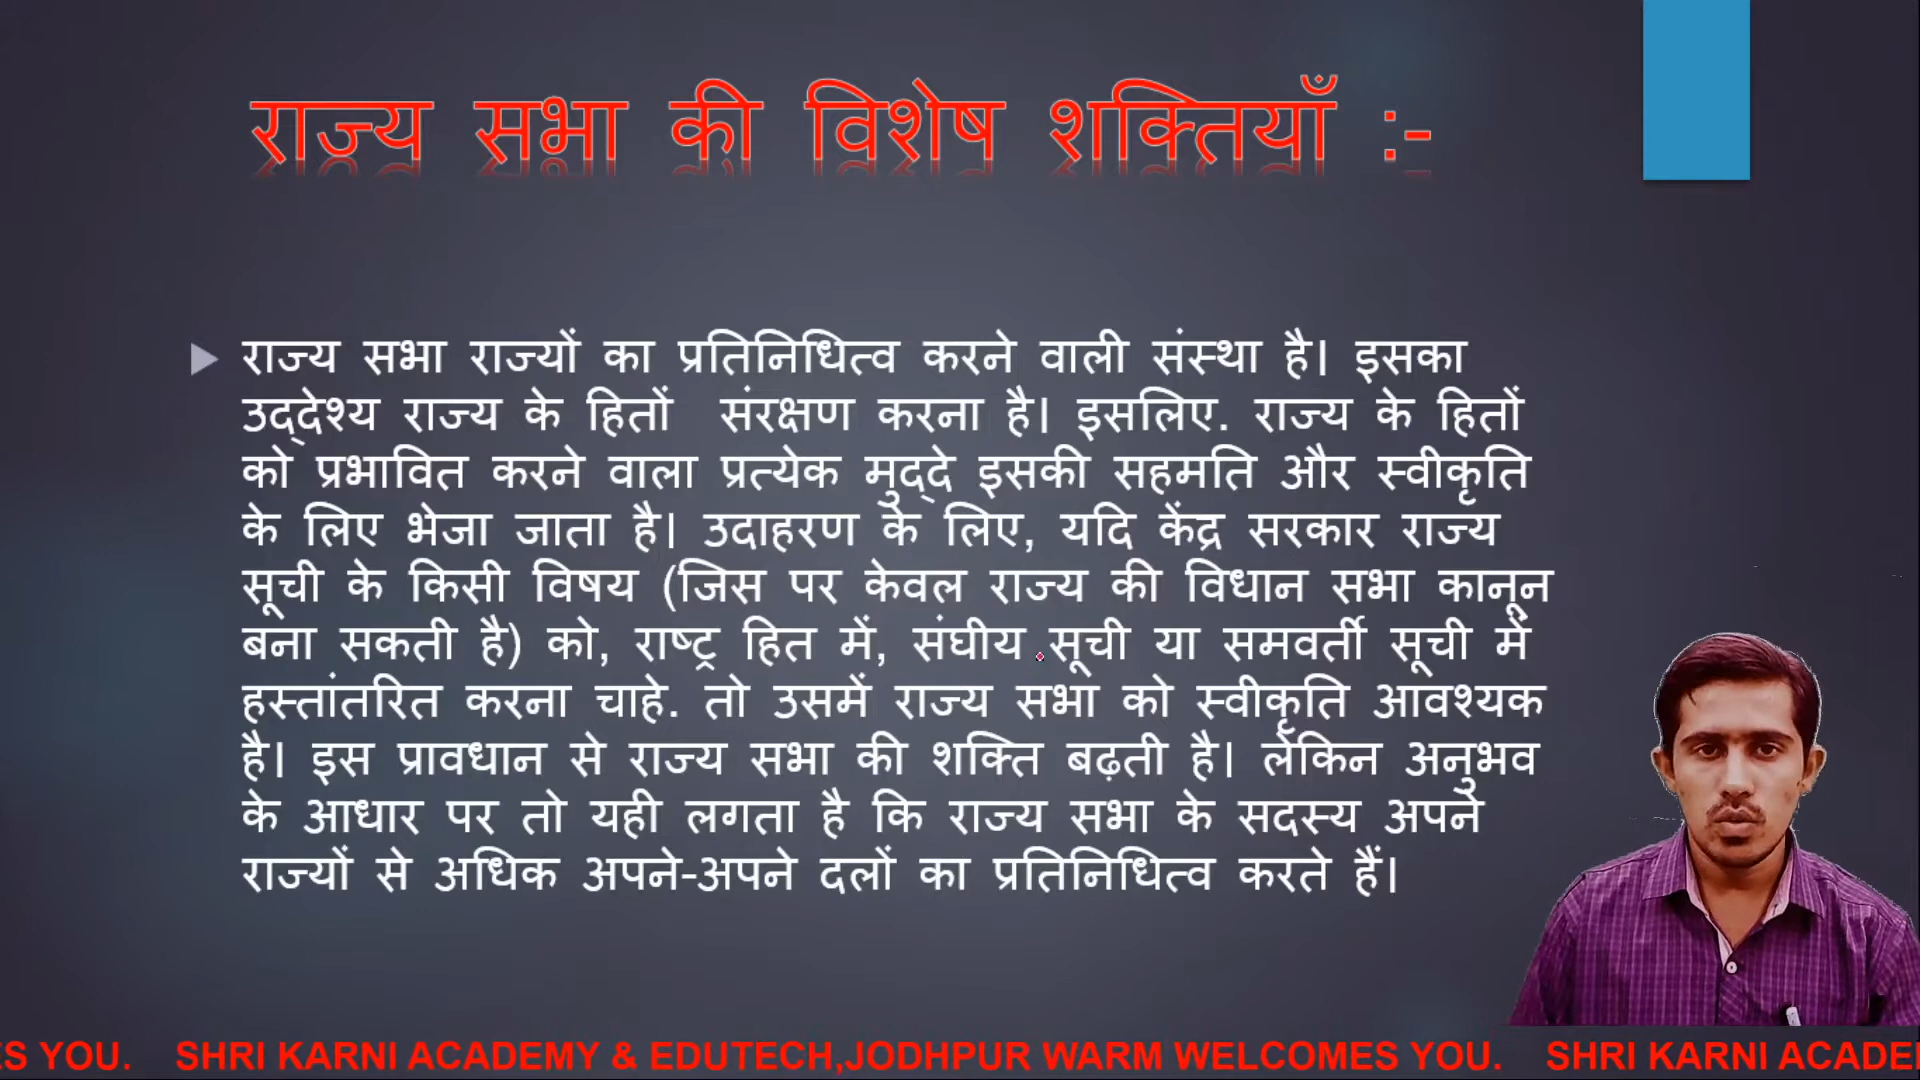 राज्य सभा की विशेष शक्तियाँ :-
राज्य सभा राज्यों का प्रतिनिधित्व करने वाली संस्था है। इसका
उद्देश्य राज्य के हितों संरक्षण करना है। इसलिए. राज्य के हितों
को प्रभावित करने वाला प्रत्येक मुद्दे इसकी सहमति और स्वीकृति
के लिए भेजा जाता है। उदाहरण के लिए, यदि केंद्र सरकार राज्य
सूची के किसी विषय (जिस पर केवल राज्य की विधान सभा कानून
बना सकती है) को, राष्ट्र हित में, संघीय सूची या समवर्ती सूची में
हस्तांतरित करना चाहे. तो उसमें राज्य सभा को स्वीकृति आवश्यक
है। इस प्रावधान से राज्य सभा की शक्ति बढ़ती है। लेकिन अनुभव
के आधार पर तो यही लगता है कि राज्य सभा के सदस्य अपने
राज्यों से अधिक अपने-अपने दलों का प्रतिनिधित्व करते हैं।
ES YOU. SHRI KARNI ACADEMY & EDUTECH,JODHPUR WARM WELCOMES YOU. SHRI KARNI ACADE